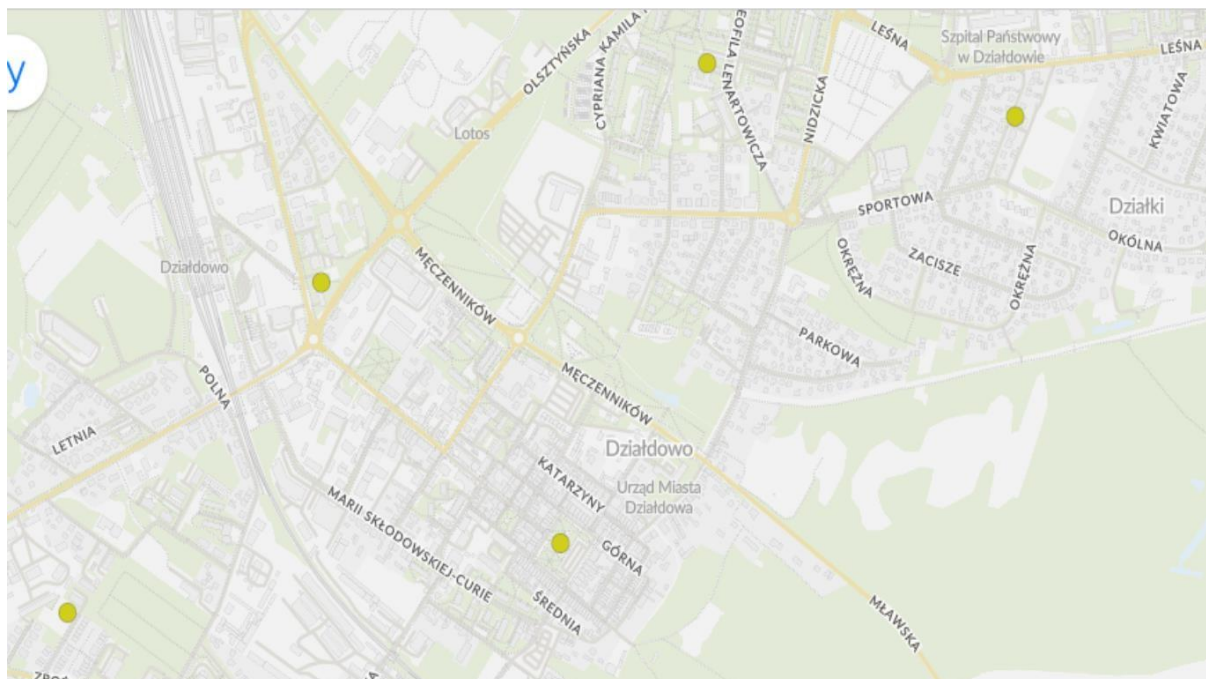 y
OLSZTYŃSKA
CYPRIANA KAMILA
EOFILA LENARTOWICZA
NIDZICKA
LEŚNA
Szpital Państwowy
w Działdowie
LEŚNA
KWIATOWA
Lotos
SPORTOWA
Działki
OKÓLNA
OKRĘŻNA
ZACISZE
OKRĘŻNA
Działdowo
MĘCZENNIKÓW
PARKOWA
POLNA
MĘCZENNIKÓW
LETNIA
Działdowo
KATARZYNY
Urząd Miasta
Działdowa
MARII SKŁODOWSKIEJ-CURIE
GÓRNA
ŚREDNIA
MŁAWSKA